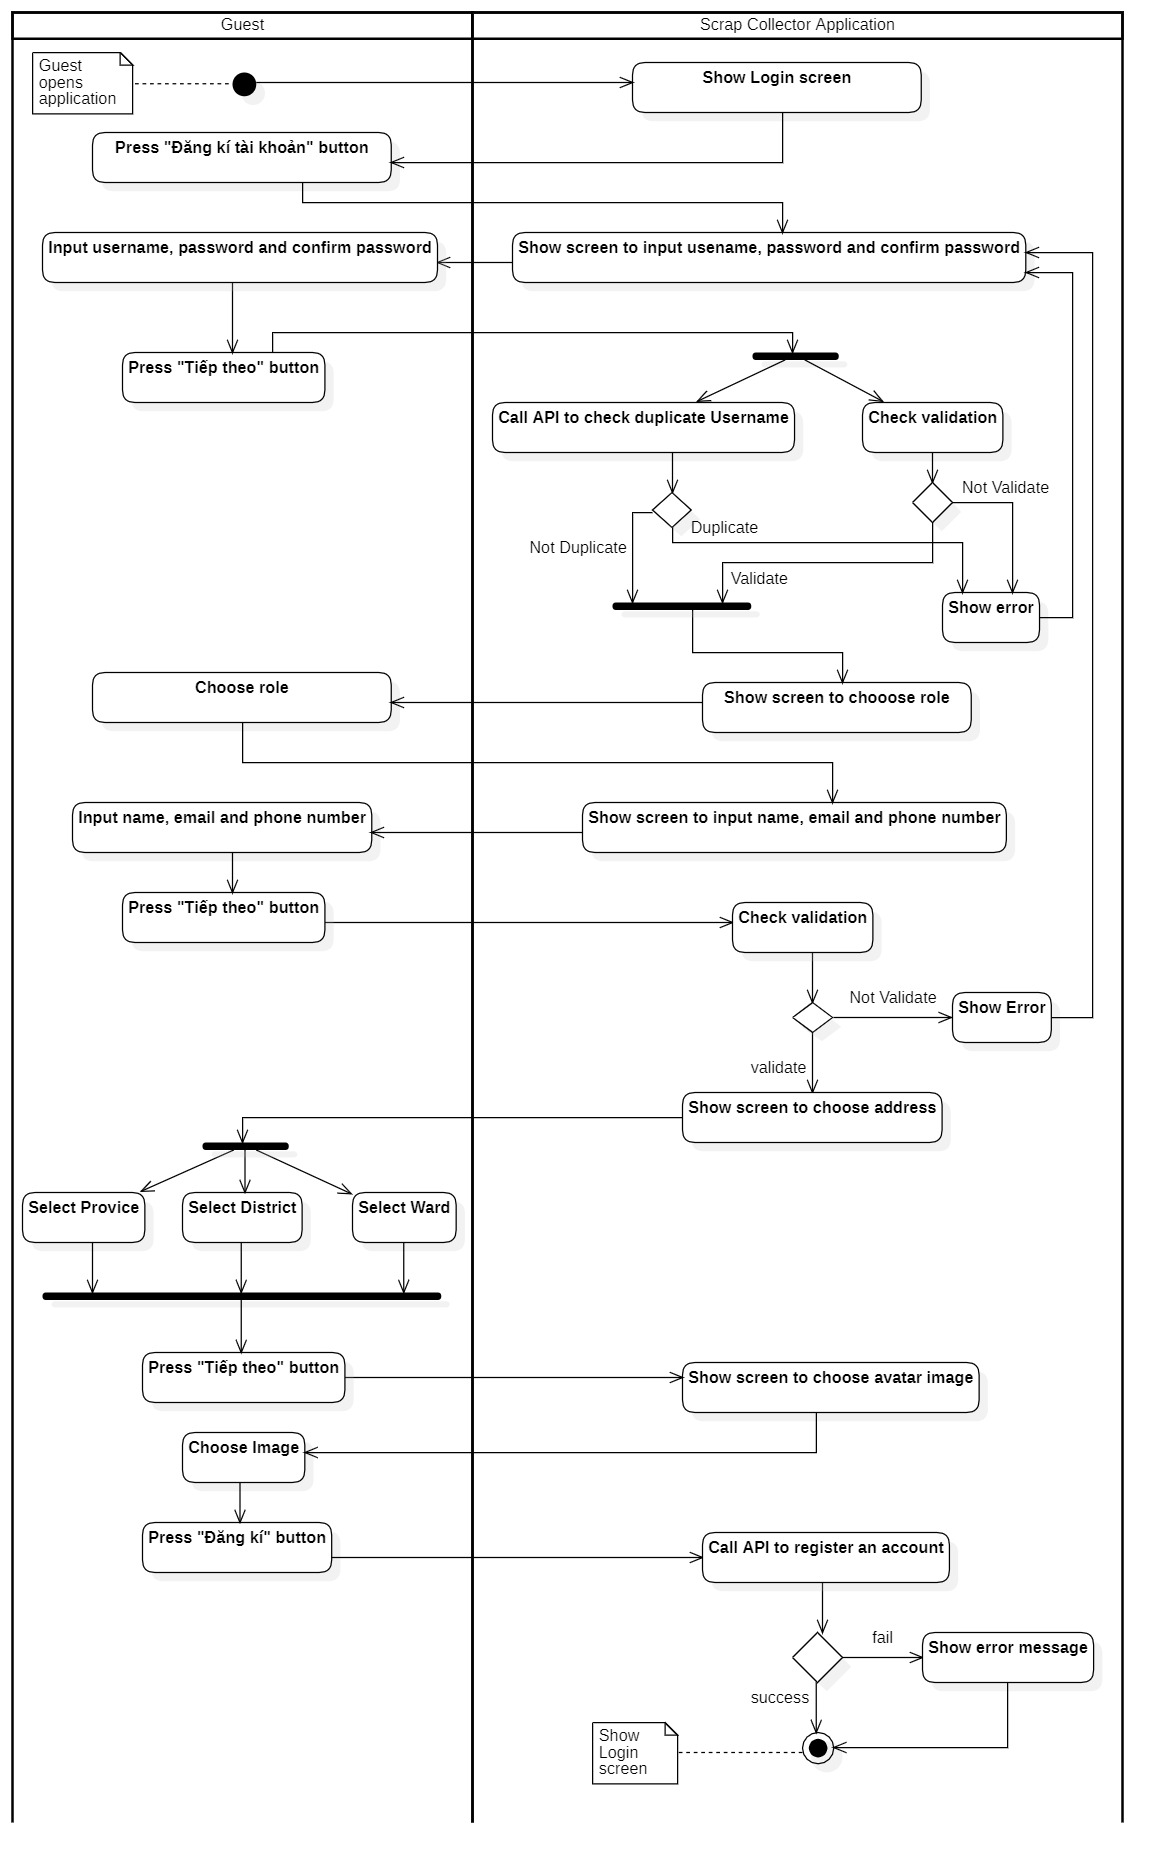 Guest
Scrap Collector Application
Guest
opens
application
Show Login screen
Press "Đăng kí tài khoản" button
Input username, password and confirm password
Show screen to input usename, password and confirm password
Press "Tiếp theo" button
Call API to check duplicate Username
Check validation
Not Validate
Duplicate
Not Duplicate
Validate
Show error
Choose role
Show screen to chooose role
Input name, email and phone number
Show screen to input name, email and phone number
Press "Tiếp theo" button
Check validation
Not Validate
Show Error
validate
Show screen to choose address
Select Provice
Select District
Select Ward
Press "Tiếp theo" button
Show screen to choose avatar image
Choose Image
Press "Đăng kí" button
Call API to register an account
fail
Show error message
success
Show
Login
screen